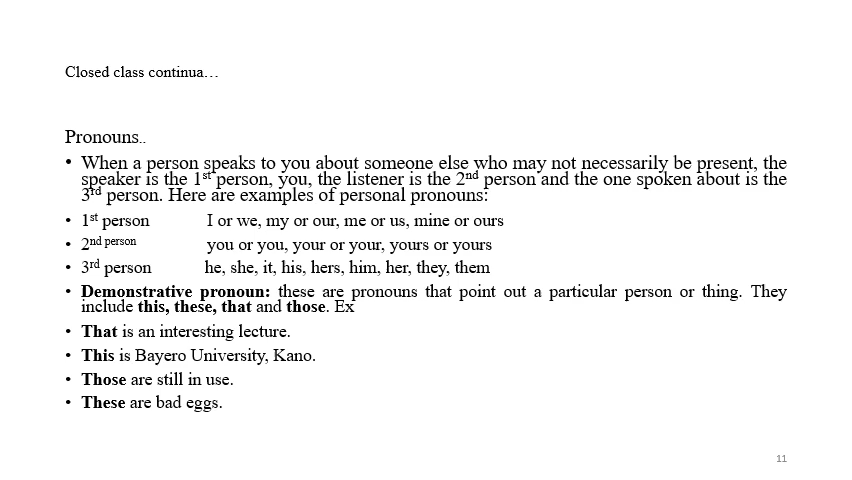 Closed class continua…
Pronouns..
• When a person speaks to you about someone else who may not necessarily be present, the
speaker is the 1st person, you, the listener is the 2nd person and the one spoken about is the
3rd person. Here are examples of personal pronouns:
• 1st person I or we, my or our, me or us, mine or ours
• 2nd person you or you, your or your, yours or yours
• 3rd person he, she, it, his, hers, him, her, they, them
• Demonstrative pronoun: these are pronouns that point out a particular person or thing. They
include this, these, that and those. Ex
• That is an interesting lecture.
• This is Bayero University, Kano.
• Those are still in use.
• These are bad eggs.
11